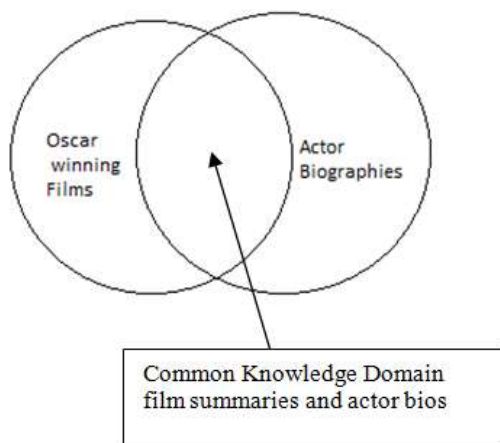 Oscar
winning
Films
Actor
Biographies
Common Knowledge Domain
film summaries and actor bios